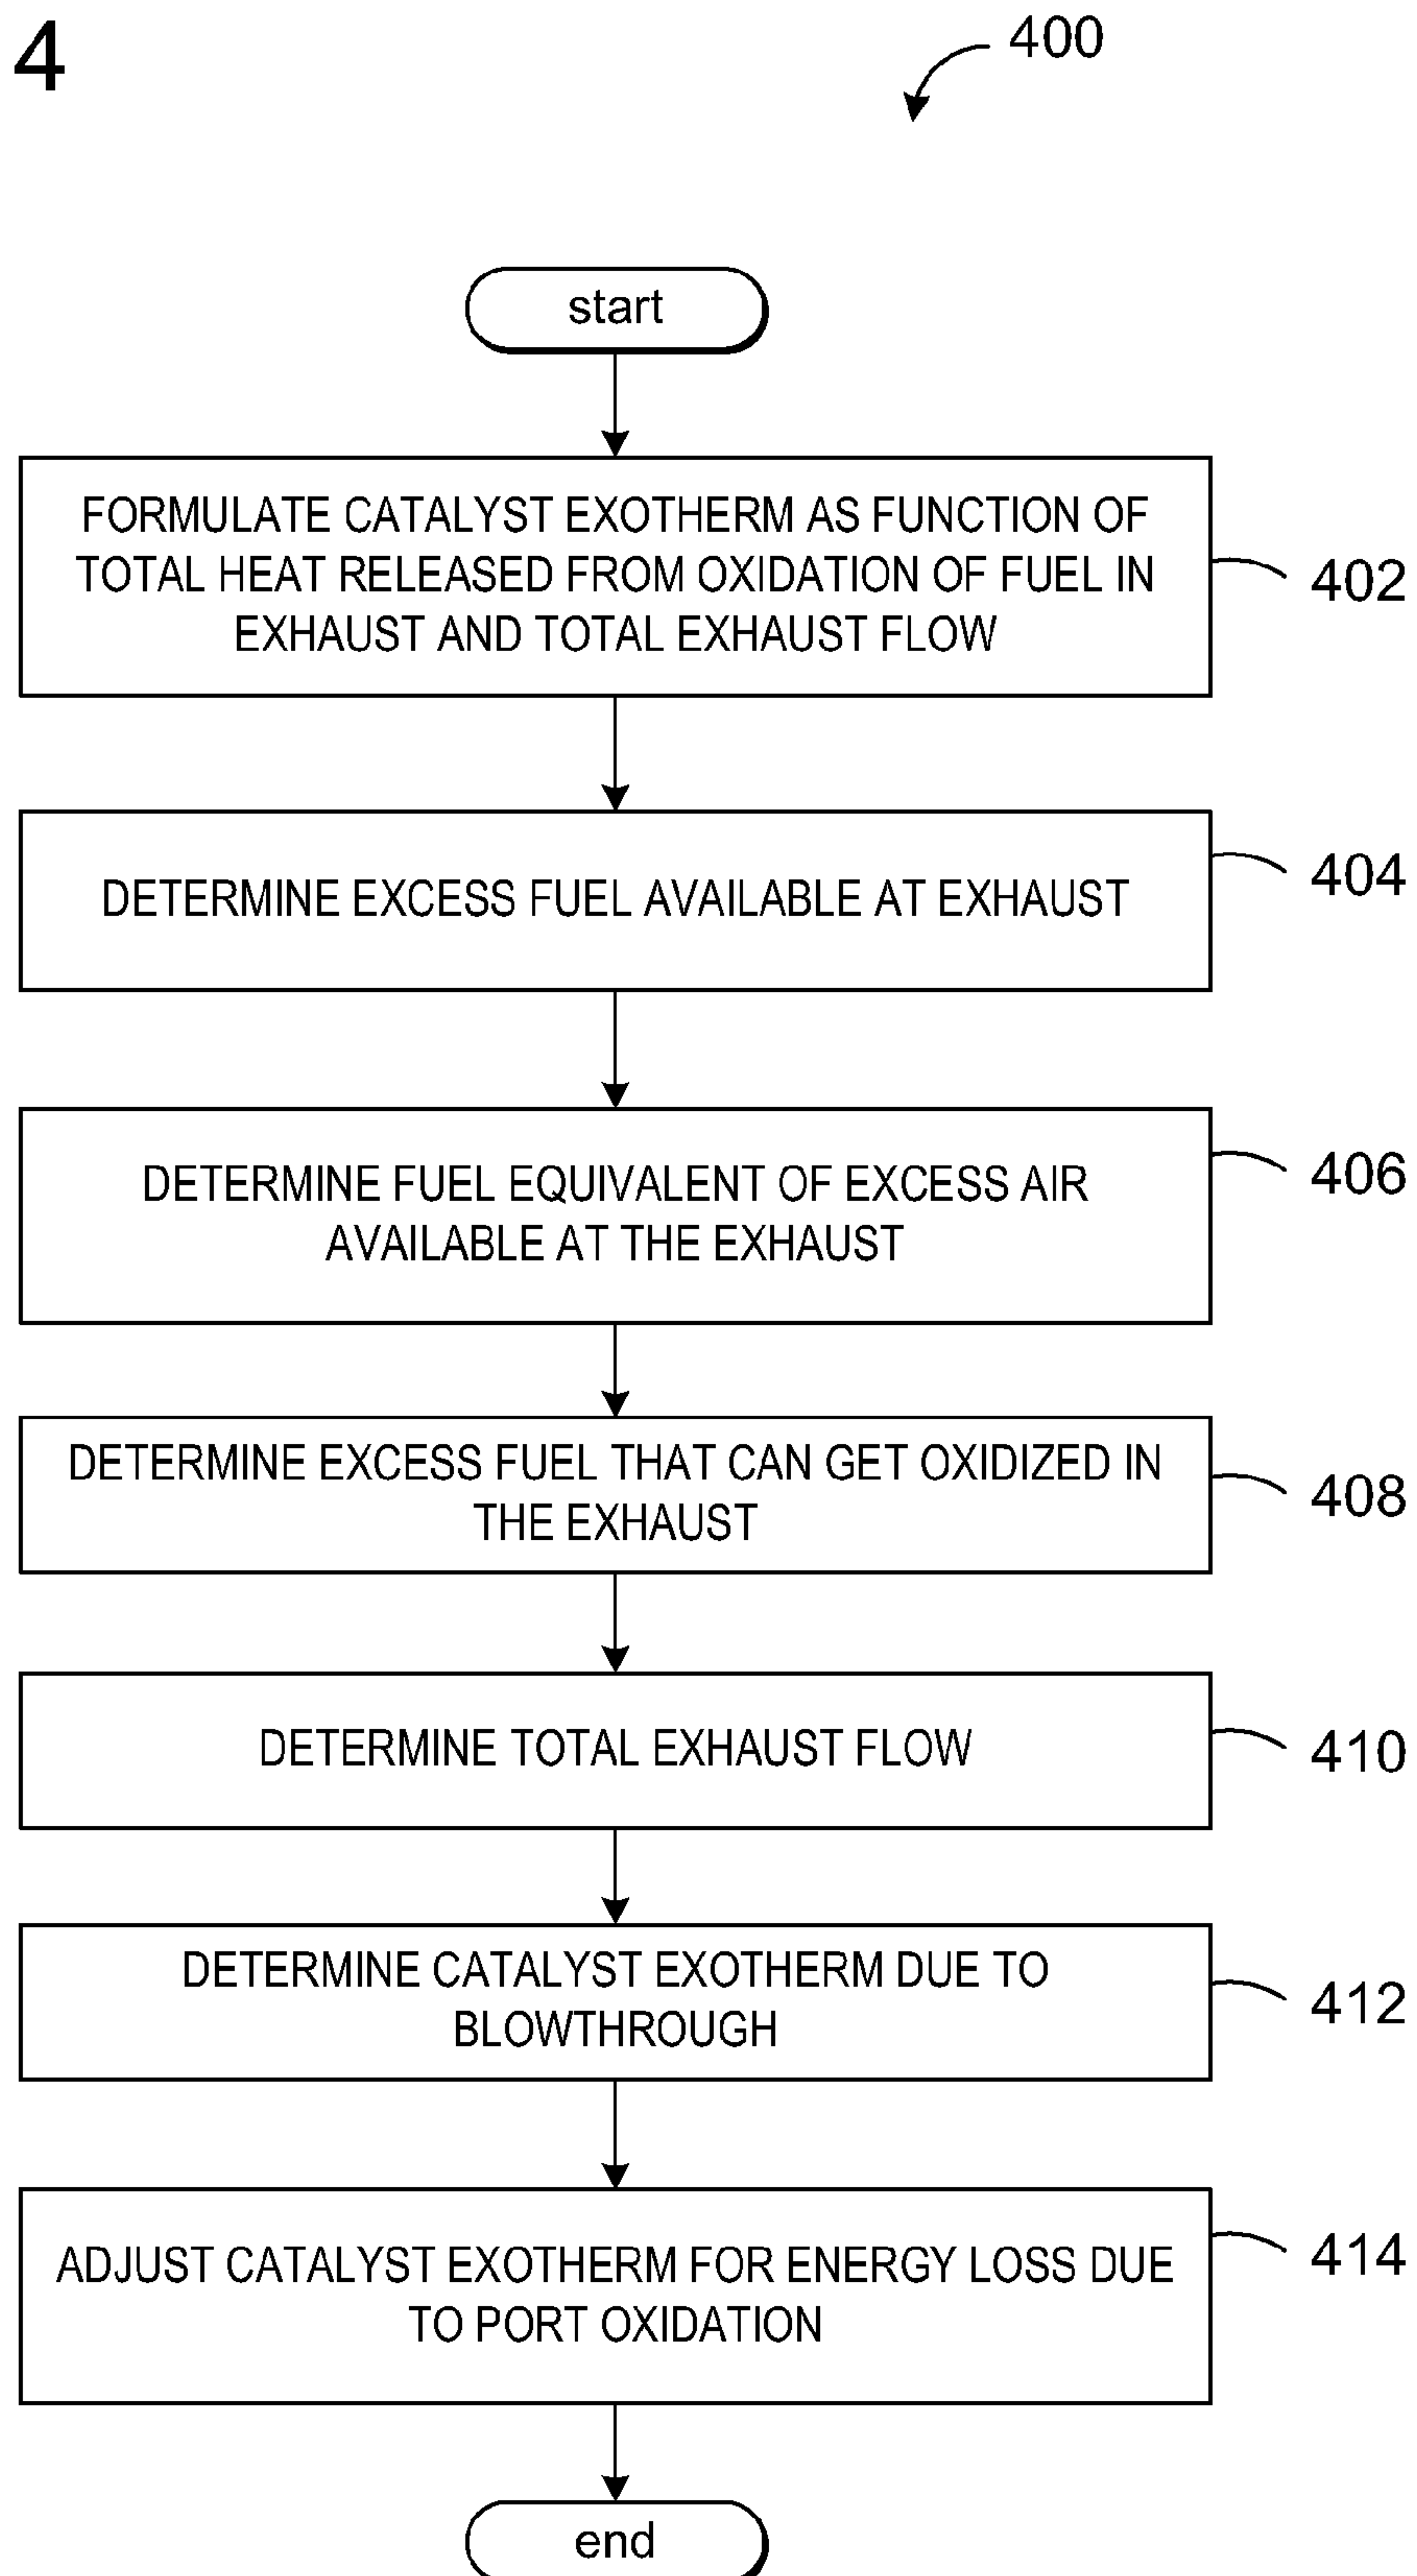 4
400
start
FORMULATE CATALYST EXOTHERM AS FUNCTION OF
TOTAL HEAT RELEASED FROM OXIDATION OF FUEL IN
EXHAUST AND TOTAL EXHAUST FLOW
402
DETERMINE EXCESS FUEL AVAILABLE AT EXHAUST
404
DETERMINE FUEL EQUIVALENT OF EXCESS AIR
AVAILABLE AT THE EXHAUST
406
DETERMINE EXCESS FUEL THAT CAN GET OXIDIZED IN
THE EXHAUST
408
DETERMINE TOTAL EXHAUST FLOW
410
DETERMINE CATALYST EXOTHERM DUE TO
BLOWTHROUGH
412
ADJUST CATALYST EXOTHERM FOR ENERGY LOSS DUE
TO PORT OXIDATION
414
end